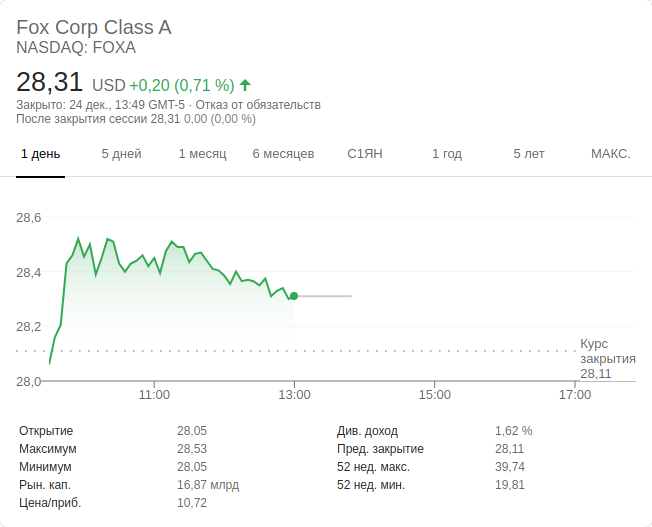 Fox Corp Class A
NASDAQ: FOXA
28,31 USD +0,20 (0,71 %)
Закрыто: 24 дек., 13:49 GMT-5 · Отказ от обязательств
После закрытия сессии 28,31 0,00 (0,00 %)
1 день 5 дней 1 месяц 6 месяцев С1ЯН 1 год 5 лет МАКС.
28,6
28,4
28,2
Курс
закрытия
28,11
28,0
11:00 13:00 15:00 17:00
Открытие 28,05 Див. доход 1,62 %
Максимум 28,53 Пред. закрытие 28,11
Минимум 28,05 52 нед. макс. 39,74
Рын. кап. 16,87 млрд 52 нед. мин. 19,81
Цена/приб. 10,72